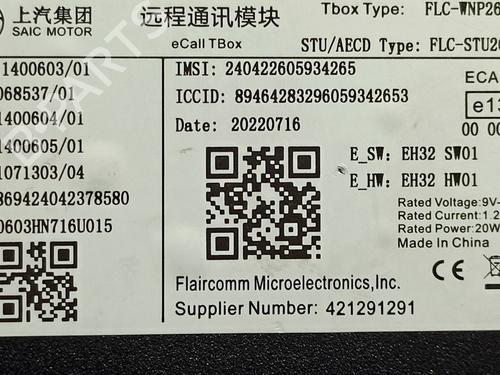 上汽集团 远程通讯模块 Tbox Type: FLC-WNP26
SAIC MOTOR eCall TBox STU/AECD Type: FLC-STU20
1400603/01 IMSI: 240422605934265 ECA
068537/01 ICCID: 89464283296059342653
1400604/01 Date: 20220716 e13
1400605/01 00 00
1071303/04 E_SW: EH32 SW01
869424042378580 E_HW: EH32 HW01
0603HN716U015 Rated Voltage: 9V-
Rated Current: 1.2
Rated Power: 20W
Made in China
Flaircomm Microelectronics,Inc. CE
Supplier Number: 421291291